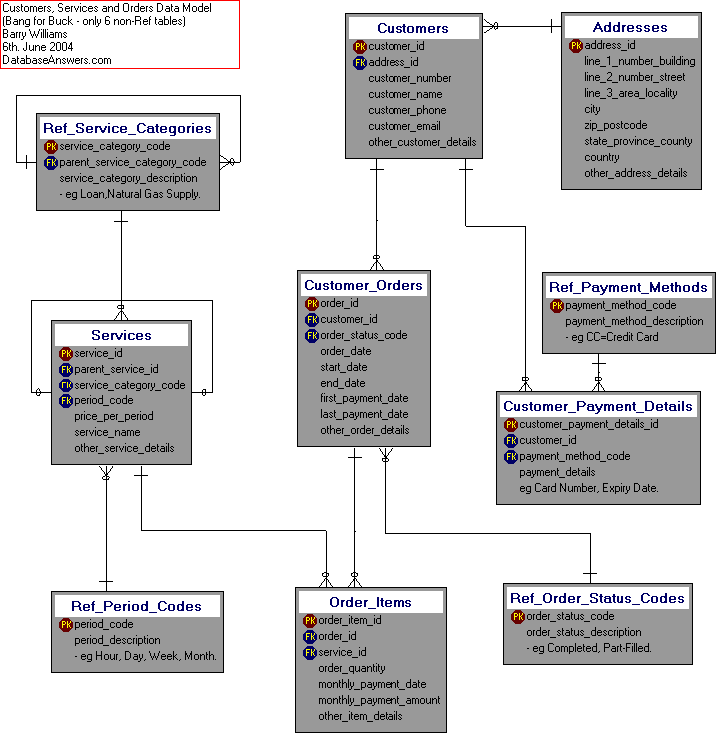 Customers, Services and Orders Data Model
(Bang for Buck - only 6 non-Ref tables)
Barry Williams
6th. June 2004
DatabaseAnswers.com
Customers
PK customer_id
FK address_id
customer_number
customer_name
customer_phone
customer_email
other_customer_details
Addresses
PK address_id
line_1_number_building
line_2_number_street
line_3_area_locality
city
zip_postcode
state_province_county
country
other_address_details
Ref_Service_Categories
PK service_category_code
FK parent_service_category_code
service_category_description
- eg Loan,Natural Gas Supply.
Customer_Orders
PK order_id
FK customer_id
FK order_status_code
order_date
start_date
end_date
first_payment_date
last_payment_date
other_order_details
Ref_Payment_Methods
PK payment_method_code
payment_method_description
- eg CC=Credit Card
Services
PK service_id
FK parent_service_id
FK service_category_code
FK period_code
price_per_period
service_name
other_service_details
Customer_Payment_Details
PK customer_payment_details_id
FK customer_id
FK payment_method_code
payment_details
eg Card Number, Expiry Date.
Ref_Period_Codes
PK period_code
period_description
- eg Hour, Day, Week, Month.
Order_Items
PK order_item_id
FK order_id
FK service_id
order_quantity
monthly_payment_date
monthly_payment_amount
other_item_details
Ref_Order_Status_Codes
PK order_status_code
order_status_description
- eg Completed, Part-Filled.